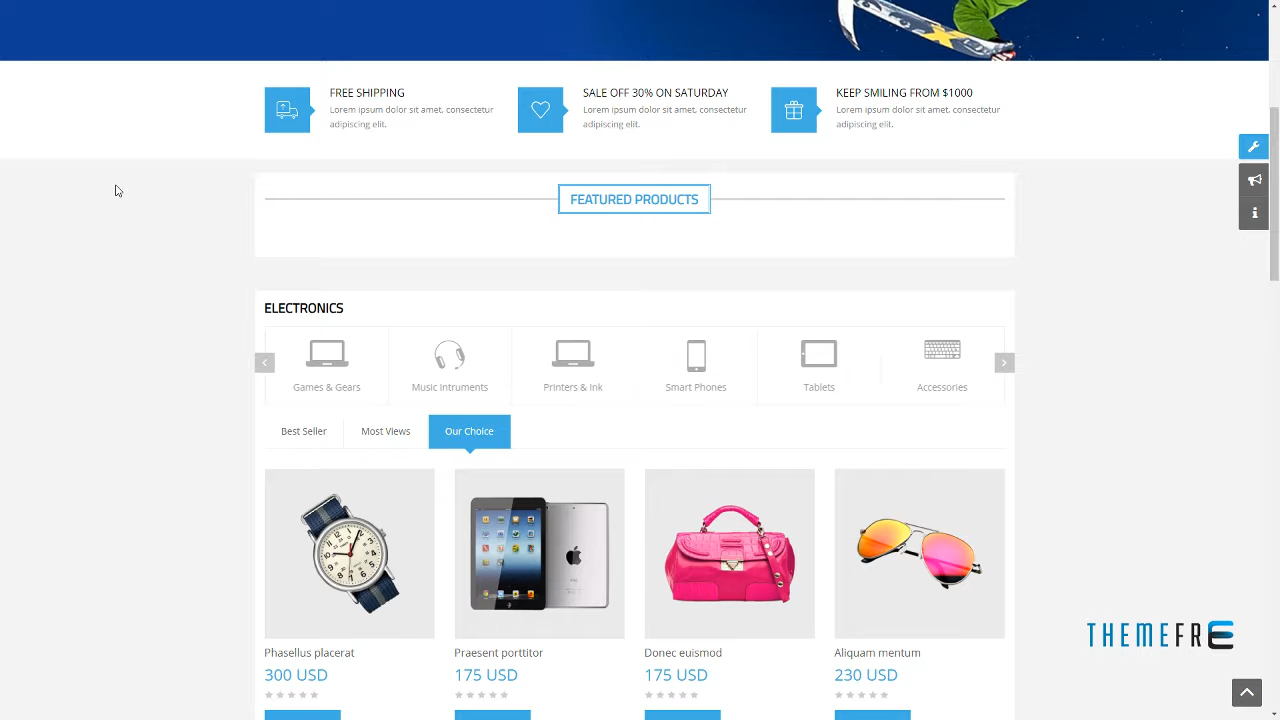 FREE SHIPPING
Lorem ipsum dolor sit amet, consectetur
adipiscing elit.
SALE OFF 30% ON SATURDAY
Lorem ipsum dolor sit amet, consectetur
adipiscing elit.
KEEP SMILING FROM $1000
Lorem ipsum dolor sit amet, consectetur
adipiscing elit.
FEATURED PRODUCTS
ELECTRONICS
Games & Gears
Music Intruments
Printers & Ink
Smart Phones
Tablets
Accessories
Best Seller
Most Views
Our Choice
Phasellus placerat
300 USD
Praesent porttitor
175 USD
Donec euismod
175 USD
Aliquam mentum
230 USD
THEMEFRE